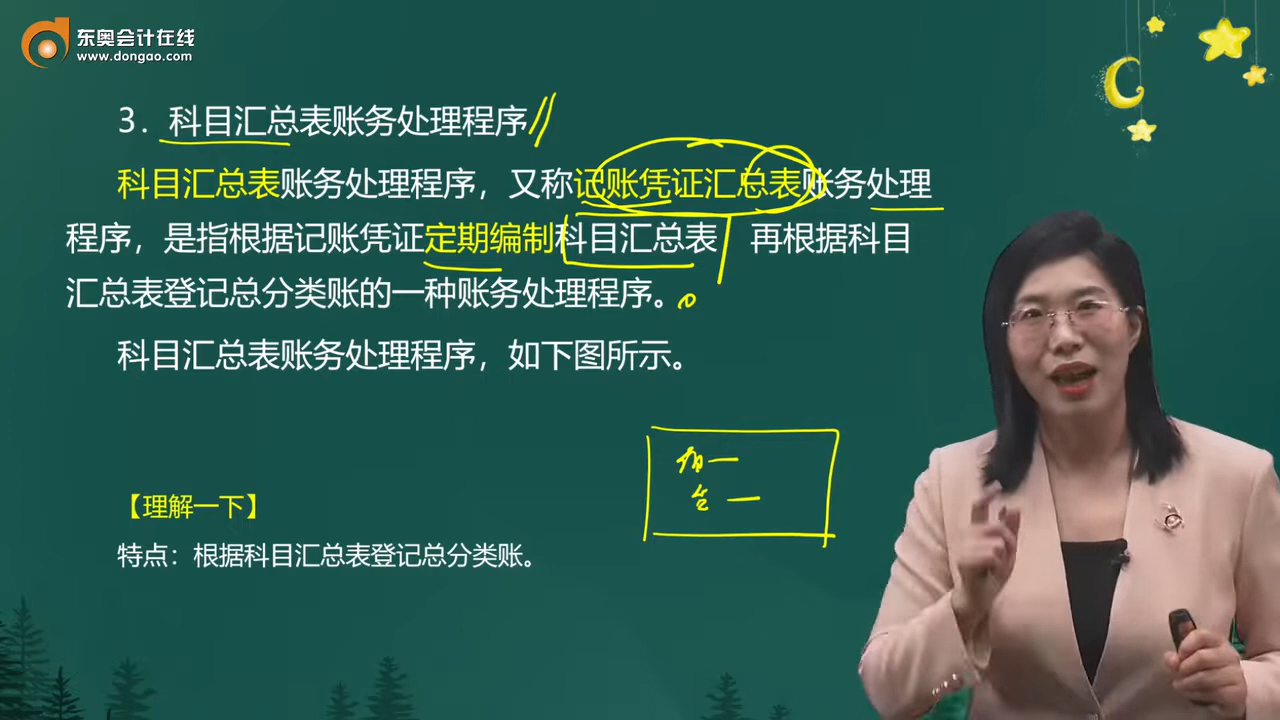 东奥会计在线
www.dongao.com
3．科目汇总表账务处理程序
科目汇总表账务处理程序，又称记账凭证汇总表账务处理
程序，是指根据记账凭证定期编制科目汇总表 再根据科目
汇总表登记总分类账的一种账务处理程序。
科目汇总表账务处理程序，如下图所示。
【理解一下】
特点：根据科目汇总表登记总分类账。